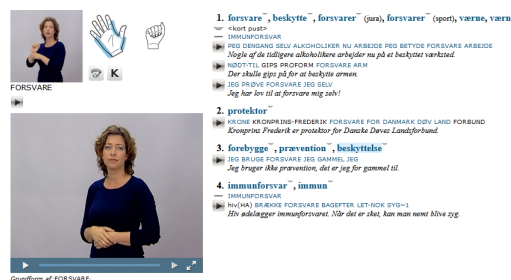 1. forsvare, beskytte, forsvarer (jura), forsvarer (sport), værne, værn
<kort pust>
IMMUNFORSVAR
PEG DENGANG SELV ALKOHOLIKER NU ARBEJDE PEG BETYDE FORSVARE ARBEJDE
Nogle af de tidligere alkoholikere arbejder nu på et beskyttet værksted.
NØDT-TIL GIPS PROFORM FORSVARE ARM
Der skulle gips på for at beskytte armen.
JEG PRØVE FORSVARE JEG SELV
Jeg har lov til at forsvare mig selv!
K
FORSVARE
2. protektor
KRONE KRONPRINS-FREDERIK FORSVARE FOR DANMARK DØV LAND FORBUND
Kronprins Frederik er protektor for Danske Døves Landsforbund.
3. forebygge, prævention, beskyttelse
JEG BRUGE FORSVARE JEG GAMMEL JEG
Jeg bruger ikke prævention, det er jeg for gammel til.
4. immunforsvar, immun
IMMUNFORSVAR
hiv(HA) BRÆKKE FORSVARE BAGEFTER LET-NOK SYG~1
Hiv ødelægger immunforsvaret. Når det er sket, kan man nemt blive syg.
Grundform af: FORSVARE.